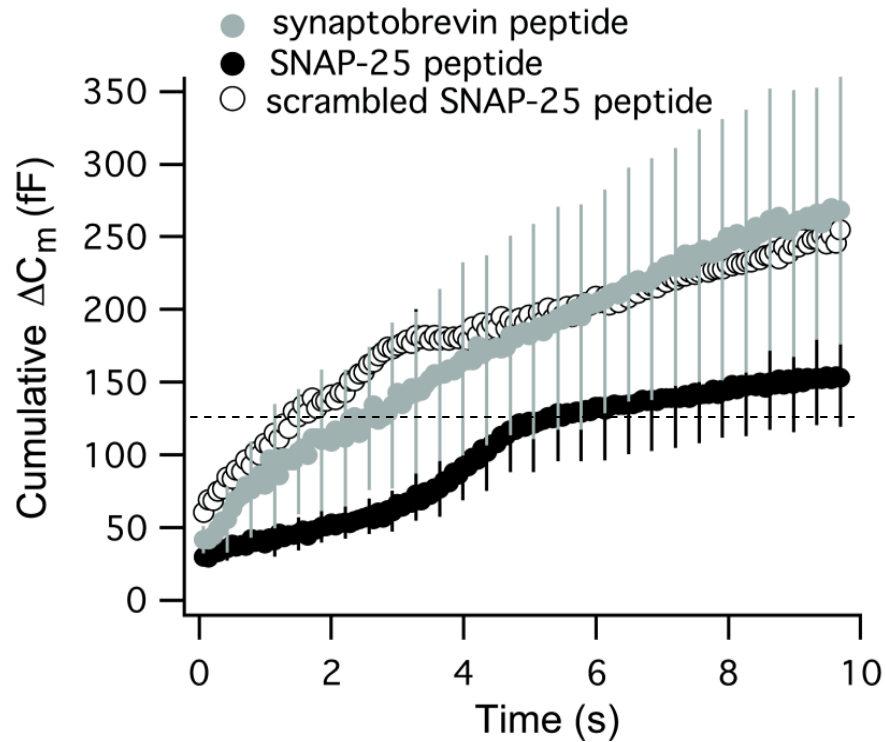 synaptobrevin peptide
SNAP-25 peptide
scrambled SNAP-25 peptide
Cumulative ΔCm (fF)
350
300
250
200
150
100
50
0
0 2 4 6 8 10
Time (s)